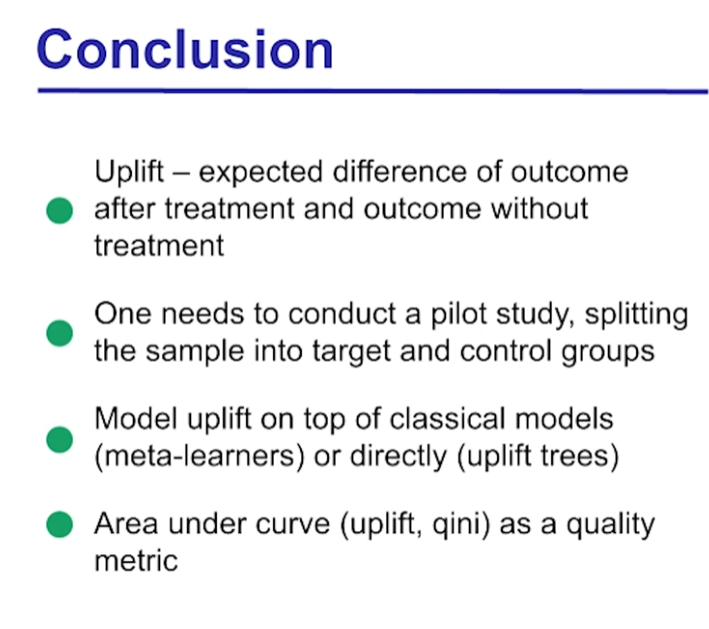 Conclusion
Uplift – expected difference of outcome
after treatment and outcome without
treatment
One needs to conduct a pilot study, splitting
the sample into target and control groups
Model uplift on top of classical models
(meta-learners) or directly (uplift trees)
Area under curve (uplift, qini) as a quality
metric